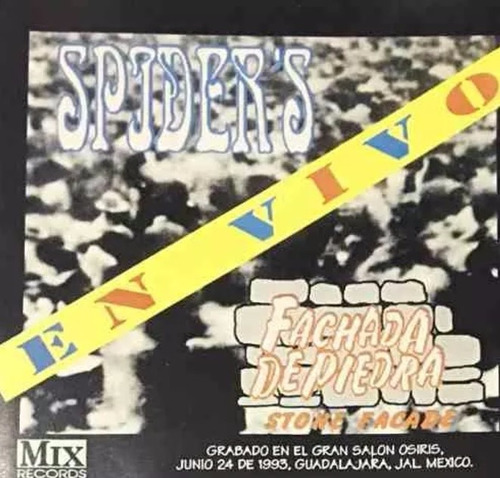 SPIDER'S
EN VIVO
FACHADA
DE PIEDRA
STONE FACADE
MIX
RECORDS
GRABADO EN EL GRAN SALON OSIRIS,
JUNIO 24 DE 1993, GUADALAJARA, JAL. MEXICO.